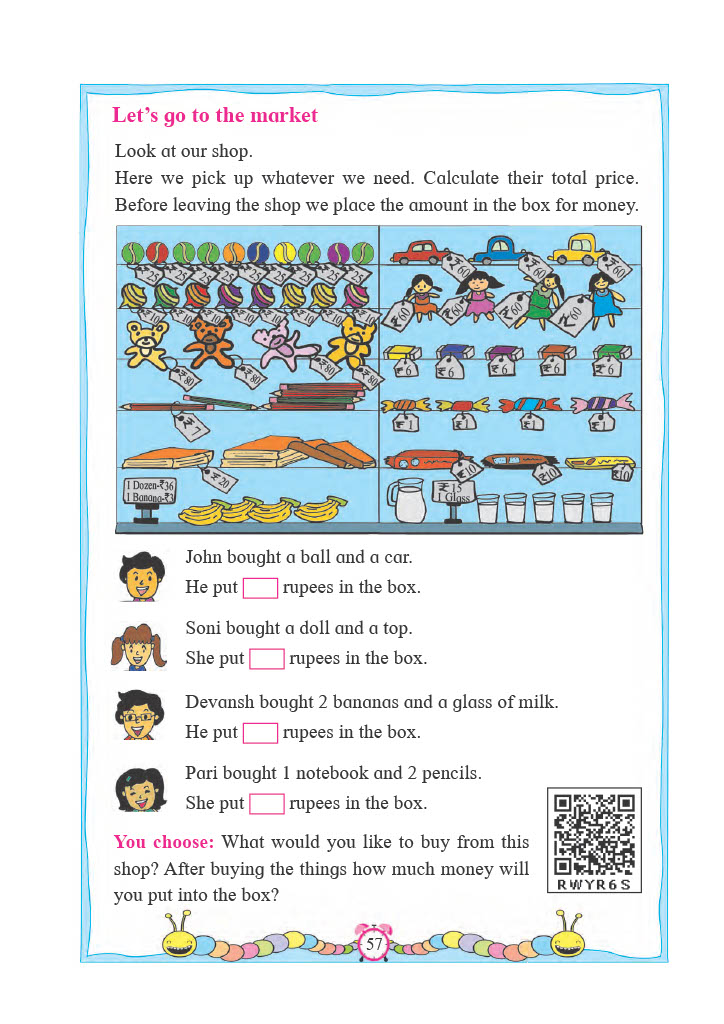 Let's go to the market
Look at our shop.
Here we pick up whatever we need. Calculate their total price.
Before leaving the shop we place the amount in the box for money.
₹25 ₹25 ₹25 ₹25 ₹25 ₹25 ₹25 ₹25
₹10 ₹10 ₹10 ₹10 ₹10 ₹10 ₹10 ₹10
₹80 ₹80 ₹80 ₹80
₹20
1 Dozen-₹36
1 Banana-₹3
₹60 ₹60 ₹60
₹60 ₹60 ₹60 ₹60
₹6 ₹6 ₹6 ₹6 ₹6
₹1 ₹1 ₹1 ₹1
₹10 ₹10 ₹10
₹15
1 Glass
John bought a ball and a car.
He put rupees in the box.
Soni bought a doll and a top.
She put rupees in the box.
Devansh bought 2 bananas and a glass of milk.
He put rupees in the box.
Pari bought 1 notebook and 2 pencils.
She put rupees in the box.
You choose: What would you like to buy from this
shop? After buying the things how much money will
you put into the box?
RWYR6S
57